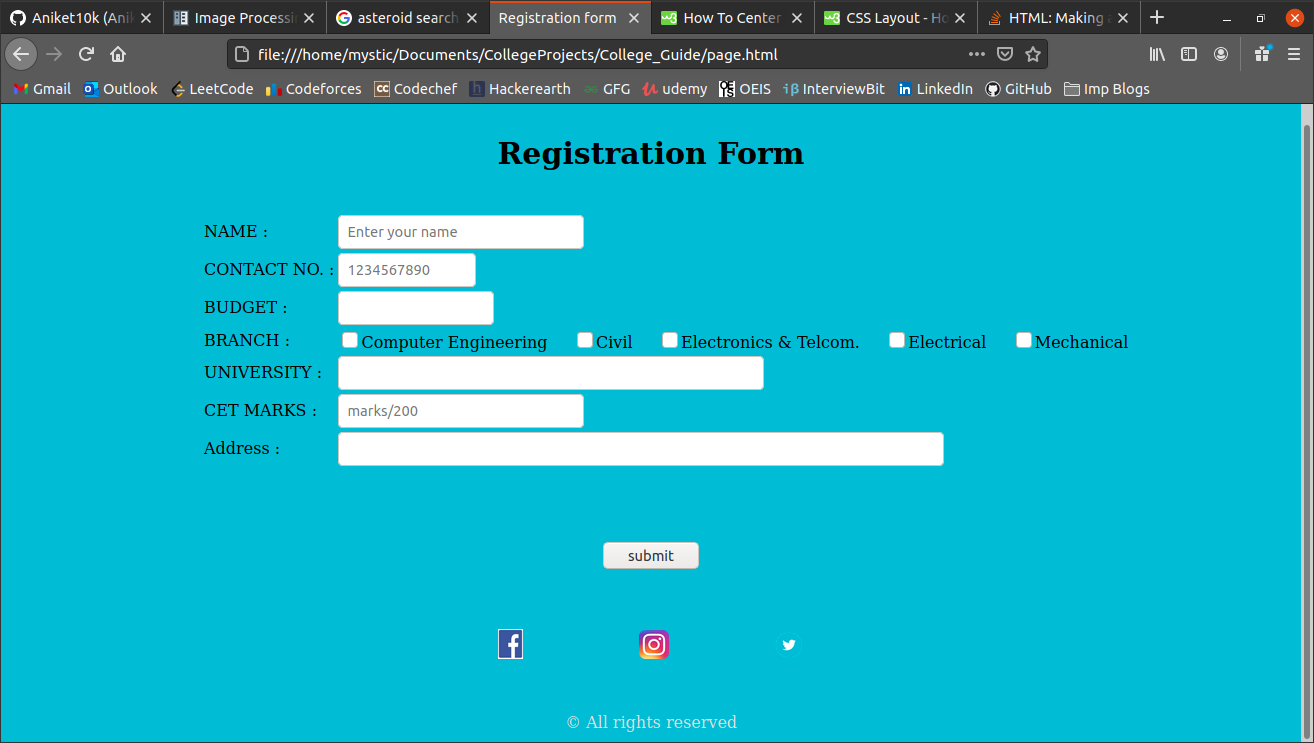 Aniket10k (Anik Image Processi asteroid search Registration form How To Center CSS Layout - Ho HTML: Making a
file:///home/mystic/Documents/CollegeProjects/College_Guide/page.html
Gmail Outlook LeetCode Codeforces Codechef Hackerearth GFG udemy OEIS InterviewBit LinkedIn GitHub Imp Blogs
Registration Form
NAME : Enter your name
CONTACT NO. : 1234567890
BUDGET :
BRANCH : Computer Engineering Civil Electronics & Telcom. Electrical Mechanical
UNIVERSITY :
CET MARKS : marks/200
Address :
submit
© All rights reserved